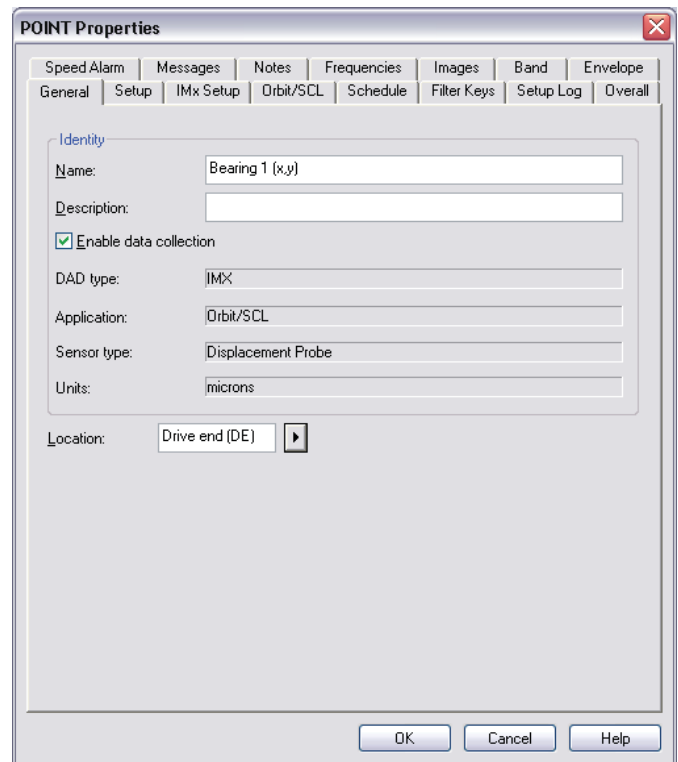 POINT Properties
Speed Alarm Messages Notes Frequencies Images Band Envelope
General Setup IMx Setup Orbit/SCL Schedule Filter Keys Setup Log Overall
Identity
Name: Bearing 1 (x,y)
Description:
Enable data collection
DAD type: IMX
Application: Orbit/SCL
Sensor type: Displacement Probe
Units: microns
Location: Drive end (DE)
OK Cancel Help